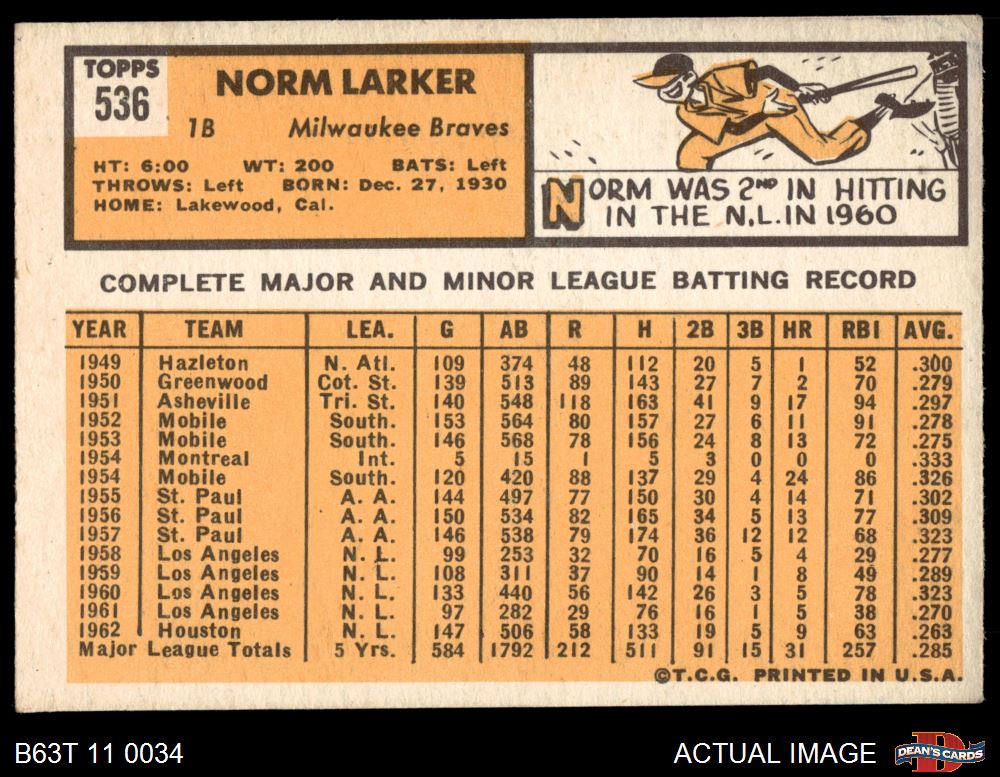 TOPPS
536
NORM LARKER
1B Milwaukee Braves
HT: 6:00 WT: 200 BATS: Left
THROWS: Left BORN: Dec. 27, 1930
HOME: Lakewood, Cal.
NORM WAS 2ND IN HITTING
IN THE N.L. IN 1960
COMPLETE MAJOR AND MINOR LEAGUE BATTING RECORD
YEAR TEAM LEA. G AB R H 2B 3B HR RBI AVG.
1949 Hazleton N. Atl. 109 374 48 112 20 5 1 52 .300
1950 Greenwood Cot. St. 139 513 89 143 27 7 2 70 .279
1951 Asheville Tri. St. 140 548 118 163 41 9 17 94 .297
1952 Mobile South. 153 564 80 157 27 6 11 91 .278
1953 Mobile South. 146 568 78 156 24 8 13 72 .275
1954 Montreal Int. 5 15 1 5 3 0 0 0 .333
1954 Mobile South. 120 420 88 137 29 4 24 86 .326
1955 St. Paul A. A. 144 497 77 150 30 4 14 71 .302
1956 St. Paul A. A. 150 534 82 165 34 5 13 77 .309
1957 St. Paul A. A. 146 538 79 174 36 12 12 68 .323
1958 Los Angeles N. L. 99 253 32 70 16 5 4 29 .277
1959 Los Angeles N. L. 108 311 37 90 14 1 8 49 .289
1960 Los Angeles N. L. 133 440 56 142 26 3 5 78 .323
1961 Los Angeles N. L. 97 282 29 76 16 1 5 38 .270
1962 Houston N. L. 147 506 58 133 19 5 9 63 .263
Major League Totals 5 Yrs. 584 1792 212 511 91 15 31 257 .285
©T.C.G. PRINTED IN U.S.A.
B63T 11 0034 ACTUAL IMAGE DEAN'S CARDS